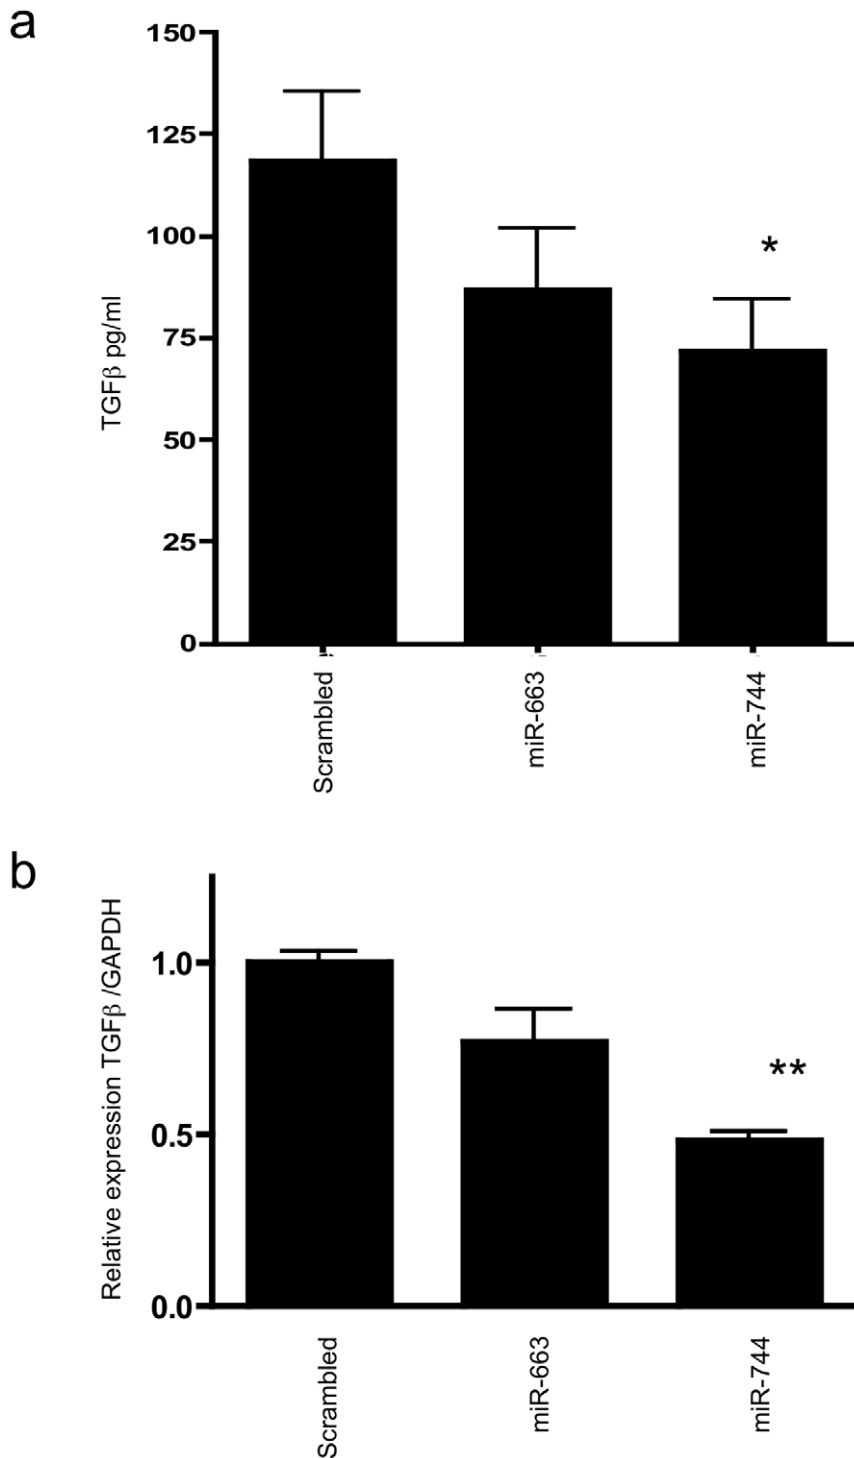 a
150
125
100
75
50
25
0
TGFβ pg/ml
*
Scrambled
miR-663
miR-744
b
1.0
0.5
0.0
Relative expression TGFβ /GAPDH
**
Scrambled
miR-663
miR-744